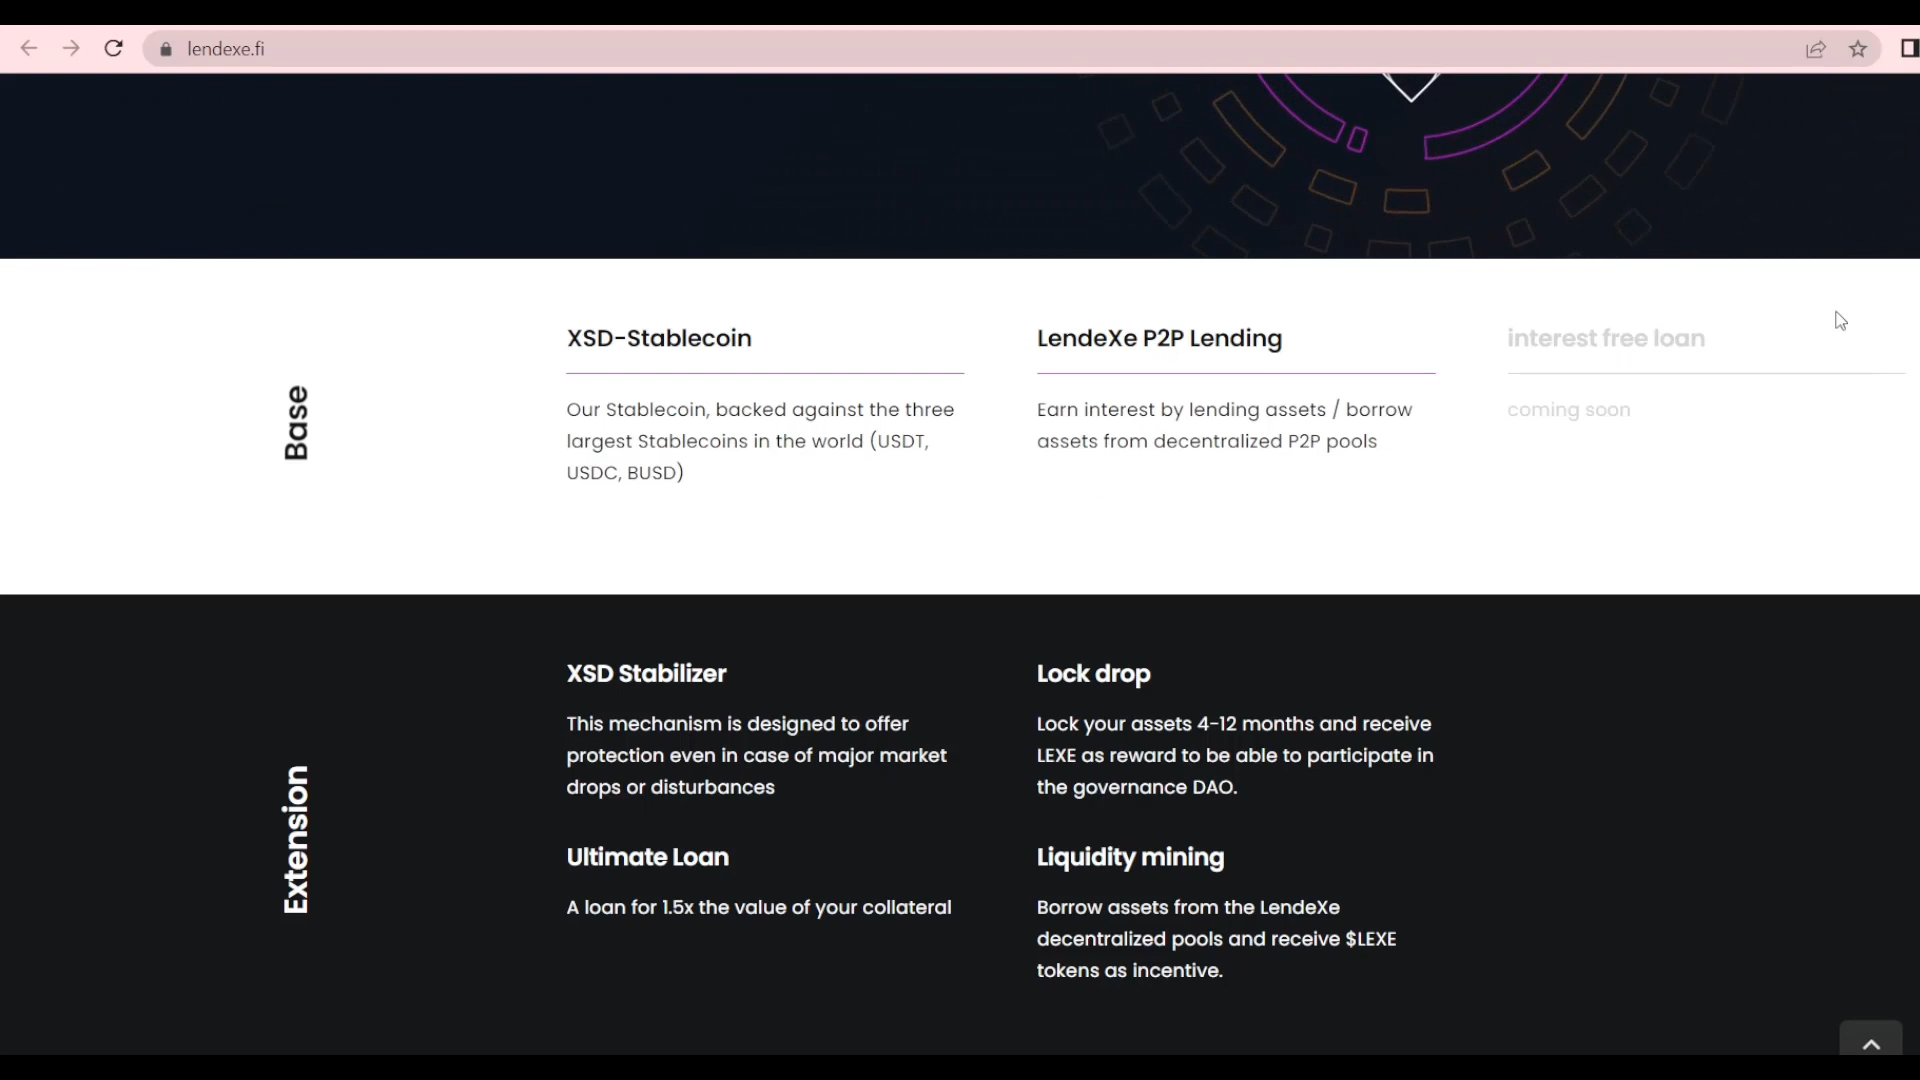 lendexe.fi
Base
XSD-Stablecoin
Our Stablecoin, backed against the three
largest Stablecoins in the world (USDT,
USDC, BUSD)
LendeXe P2P Lending
Earn interest by lending assets / borrow
assets from decentralized P2P pools
interest free loan
coming soon
Extension
XSD Stabilizer
This mechanism is designed to offer
protection even in case of major market
drops or disturbances
Lock drop
Lock your assets 4-12 months and receive
LEXE as reward to be able to participate in
the governance DAO.
Ultimate Loan
A loan for 1.5x the value of your collateral
Liquidity mining
Borrow assets from the LendeXe
decentralized pools and receive $LEXE
tokens as incentive.